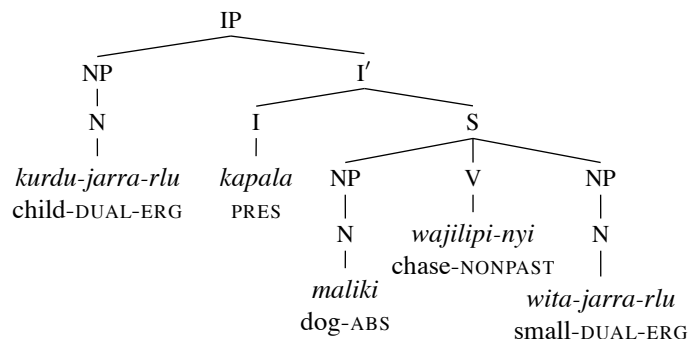 IP
NP I′
N I S
kurdu-jarra-rlu kapala NP V NP
child-DUAL-ERG PRES
N wajilipi-nyi N
chase-NONPAST
maliki wita-jarra-rlu
dog-ABS small-DUAL-ERG